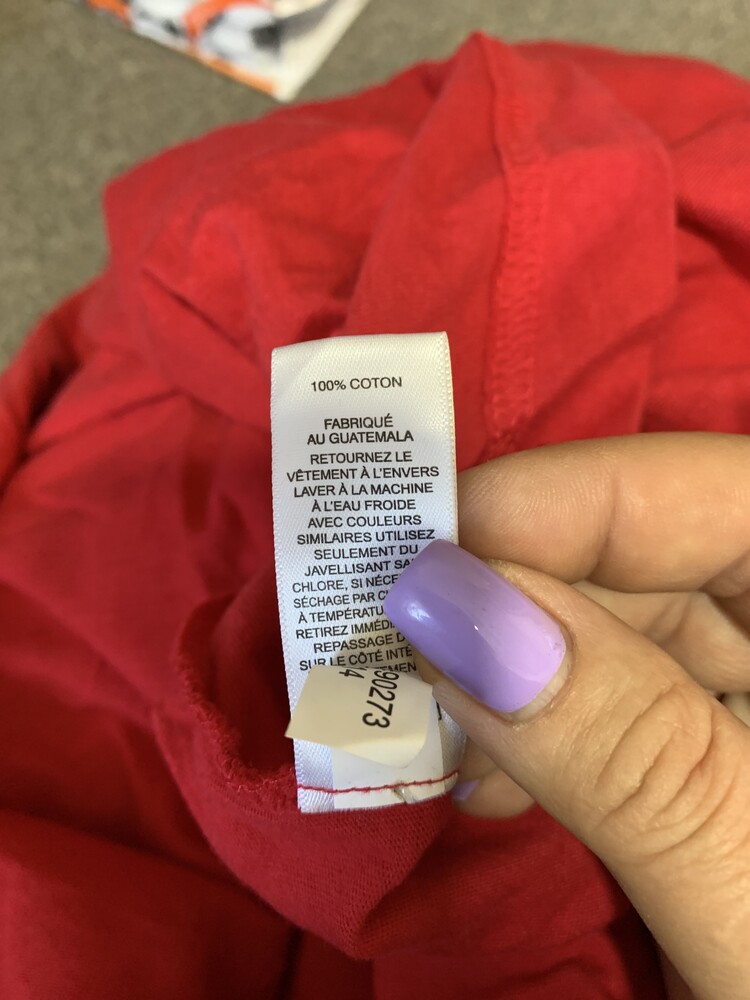 100% COTON
FABRIQUÉ
AU GUATEMALA
RETOURNEZ LE
VÊTEMENT À L'ENVERS
LAVER À LA MACHINE
À L'EAU FROIDE
AVEC COULEURS
SIMILAIRES UTILISEZ
SEULEMENT DU
JAVELLISANT
CHLORE, SI
SÉCHAGE PAR
À
RETIREZ
REPASSAGE
SUR LE CÔTÉ
90273